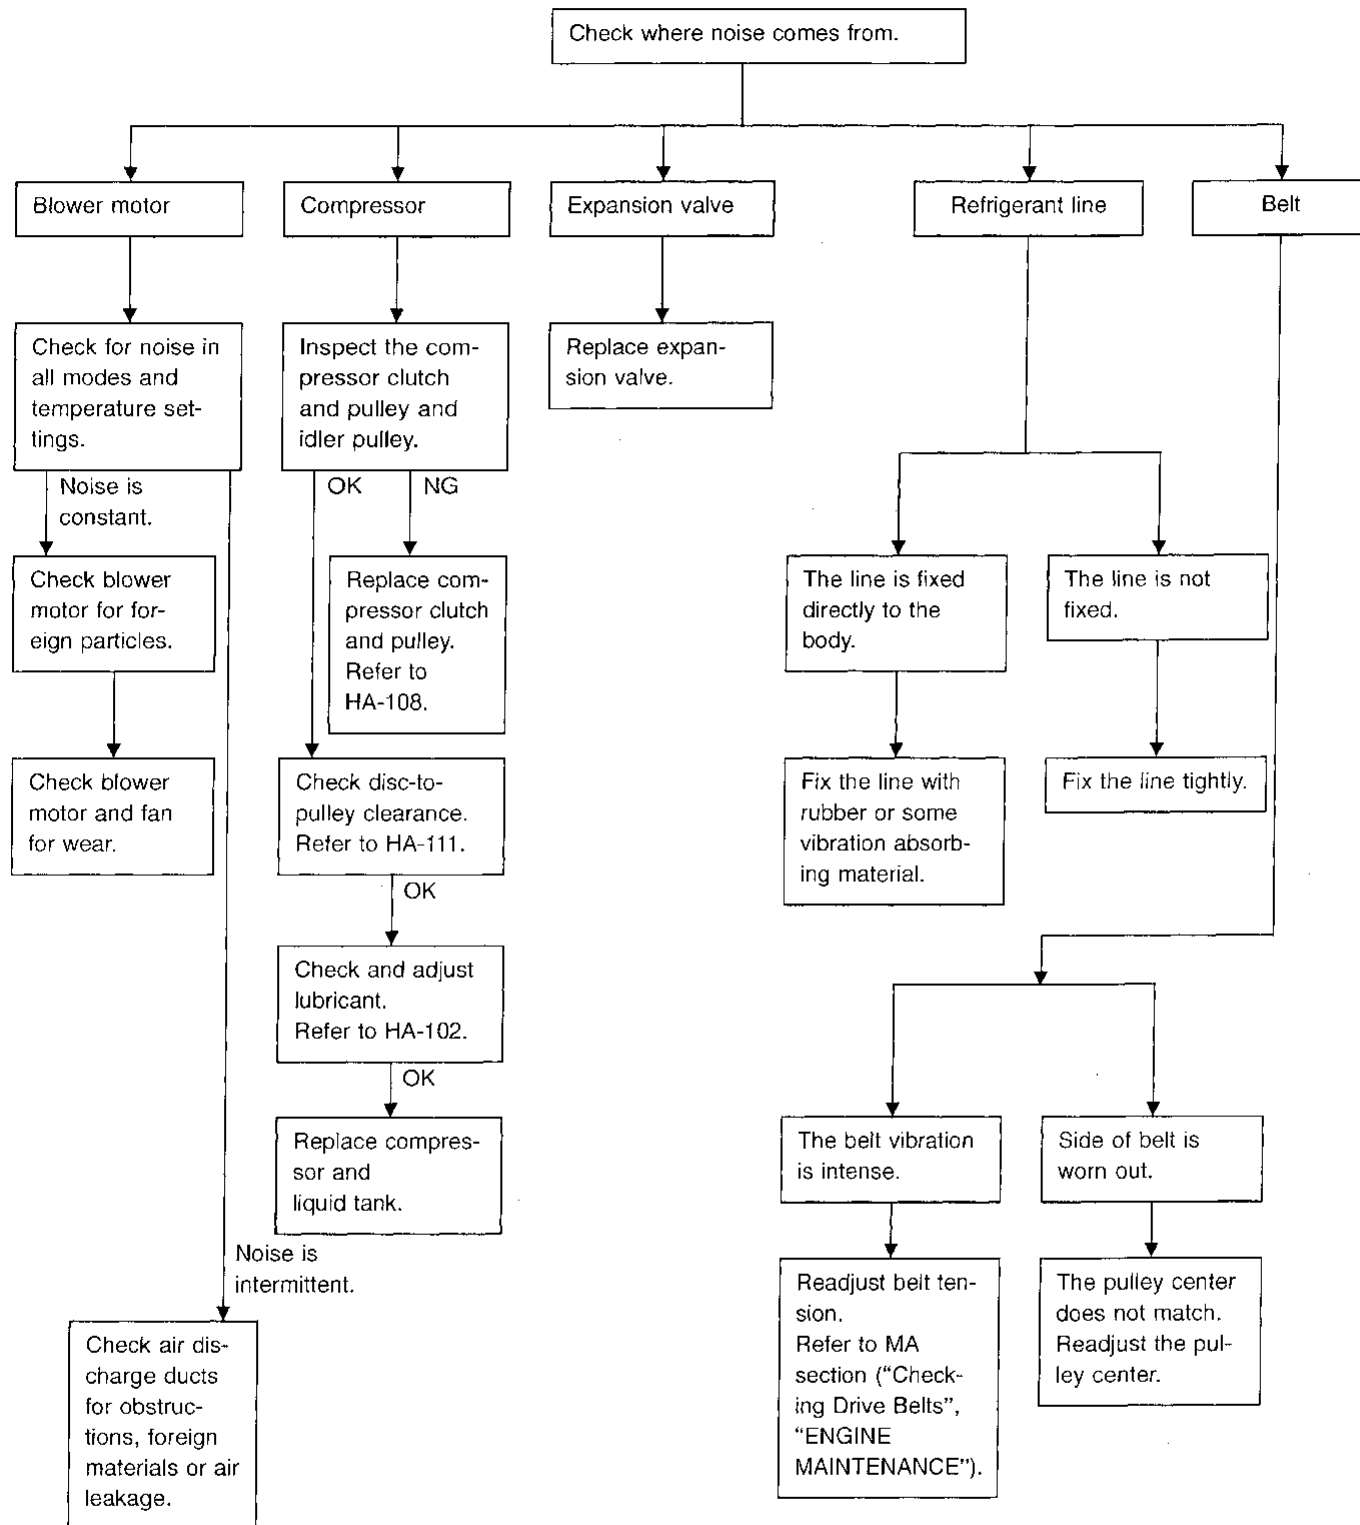 Check where noise comes from.
Blower motor
Compressor
Expansion valve
Refrigerant line
Belt
Check for noise in
all modes and
temperature set-
tings.
Inspect the com-
pressor clutch
and pulley and
idler pulley.
Replace expan-
sion valve.
Noise is
constant.
OK
NG
Check blower
motor for for-
eign particles.
Replace com-
pressor clutch
and pulley.
Refer to
HA-108.
The line is fixed
directly to the
body.
The line is not
fixed.
Check blower
motor and fan
for wear.
Check disc-to-
pulley clearance.
Refer to HA-111.
Fix the line with
rubber or some
vibration absorb-
ing material.
Fix the line tightly.
OK
Check and adjust
lubricant.
Refer to HA-102.
OK
Replace compres-
sor and
liquid tank.
The belt vibration
is intense.
Side of belt is
worn out.
Noise is
intermittent.
Readjust belt ten-
sion.
Refer to MA
section (“Check-
ing Drive Belts”,
“ENGINE
MAINTENANCE”).
The pulley center
does not match.
Readjust the pul-
ley center.
Check air dis-
charge ducts
for obstruc-
tions, foreign
materials or air
leakage.